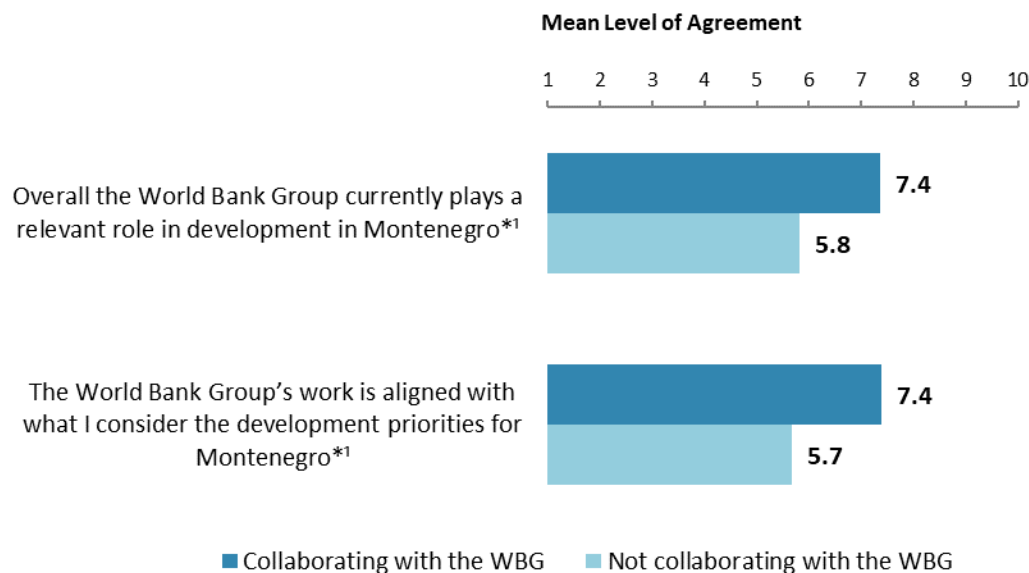 Mean Level of Agreement
1 2 3 4 5 6 7 8 9 10
Overall the World Bank Group currently plays a
relevant role in development in Montenegro*¹
7.4
5.8
The World Bank Group’s work is aligned with
what I consider the development priorities for
Montenegro*¹
7.4
5.7
Collaborating with the WBG Not collaborating with the WBG